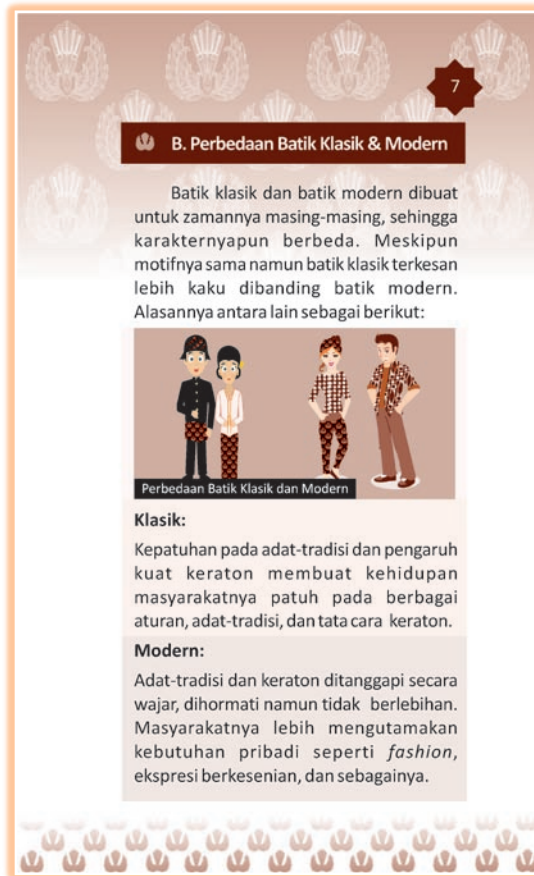 7
B. Perbedaan Batik Klasik & Modern
Batik klasik dan batik modern dibuat
untuk zamannya masing-masing, sehingga
karakternyapun berbeda. Meskipun
motifnya sama namun batik klasik terkesan
lebih kaku dibanding batik modern.
Alasannya antara lain sebagai berikut:
Perbedaan Batik Klasik dan Modern
Klasik:
Kepatuhan pada adat-tradisi dan pengaruh
kuat keraton membuat kehidupan
masyarakatnya patuh pada berbagai
aturan, adat-tradisi, dan tata cara keraton.
Modern:
Adat-tradisi dan keraton ditanggapi secara
wajar, dihormati namun tidak berlebihan.
Masyarakatnya lebih mengutamakan
kebutuhan pribadi seperti fashion,
ekspresi berkesenian, dan sebagainya.